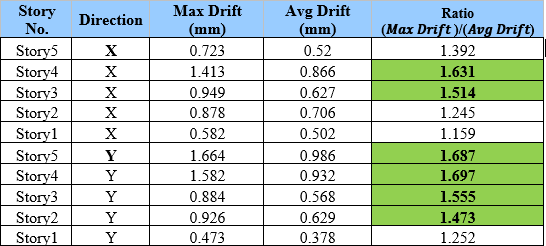 Story No. Direction Max Drift (mm) Avg Drift (mm) Ratio (Max Drift )/(Avg Drift)
Story5 X 0.723 0.52 1.392
Story4 X 1.413 0.866 1.631
Story3 X 0.949 0.627 1.514
Story2 X 0.878 0.706 1.245
Story1 X 0.582 0.502 1.159
Story5 Y 1.664 0.986 1.687
Story4 Y 1.582 0.932 1.697
Story3 Y 0.884 0.568 1.555
Story2 Y 0.926 0.629 1.473
Story1 Y 0.473 0.378 1.252